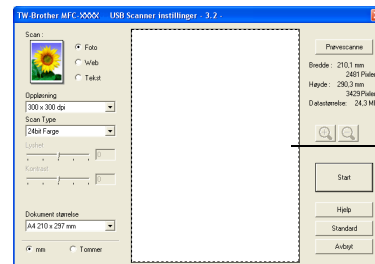 TW-Brother MFC-XXXX USB Scanner instillinger - 3.2 -
Scan :
Foto
Web
Tekst
Oppløsning
300 x 300 dpi
Scan Type
24bit Farge
Lyshet
0
Kontrast
0
Dokument størrelse
A4 210 x 297 mm
mm
Tommer
Prøvescanne
Bredde : 210,1 mm
2481 Pixler
Høyde : 290,3 mm
3429 Pixler
Datastørrelse: 24,3 M
Start
Hjelp
Standard
Avbryt